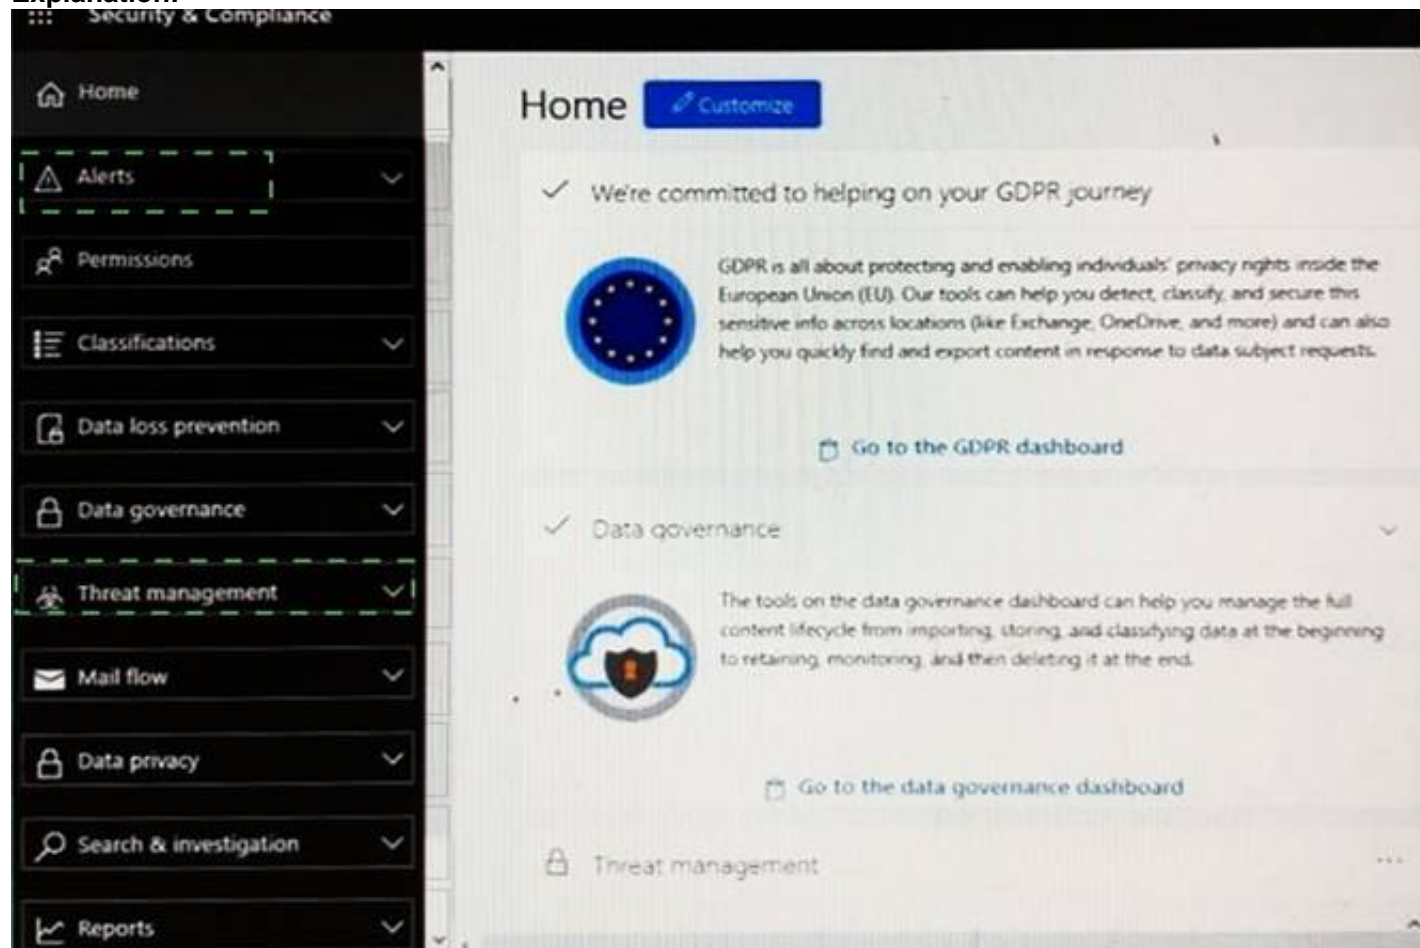 Explanation:
Security & Compliance
Home
Alerts
Permissions
Classifications
Data loss prevention
Data governance
Threat management
Mail flow
Data privacy
Search & investigation
Reports
Home
Customize
We're committed to helping on your GDPR journey
GDPR is all about protecting and enabling individuals' privacy rights inside the
European Union (EU). Our tools can help you detect, classify, and secure this
sensitive info across locations (like Exchange, OneDrive, and more) and can also
help you quickly find and export content in response to data subject requests.
Go to the GDPR dashboard
Data governance
The tools on the data governance dashboard can help you manage the full
content lifecycle from importing, storing, and classifying data at the beginning
to retaining, monitoring, and then deleting it at the end.
Go to the data governance dashboard
Threat management